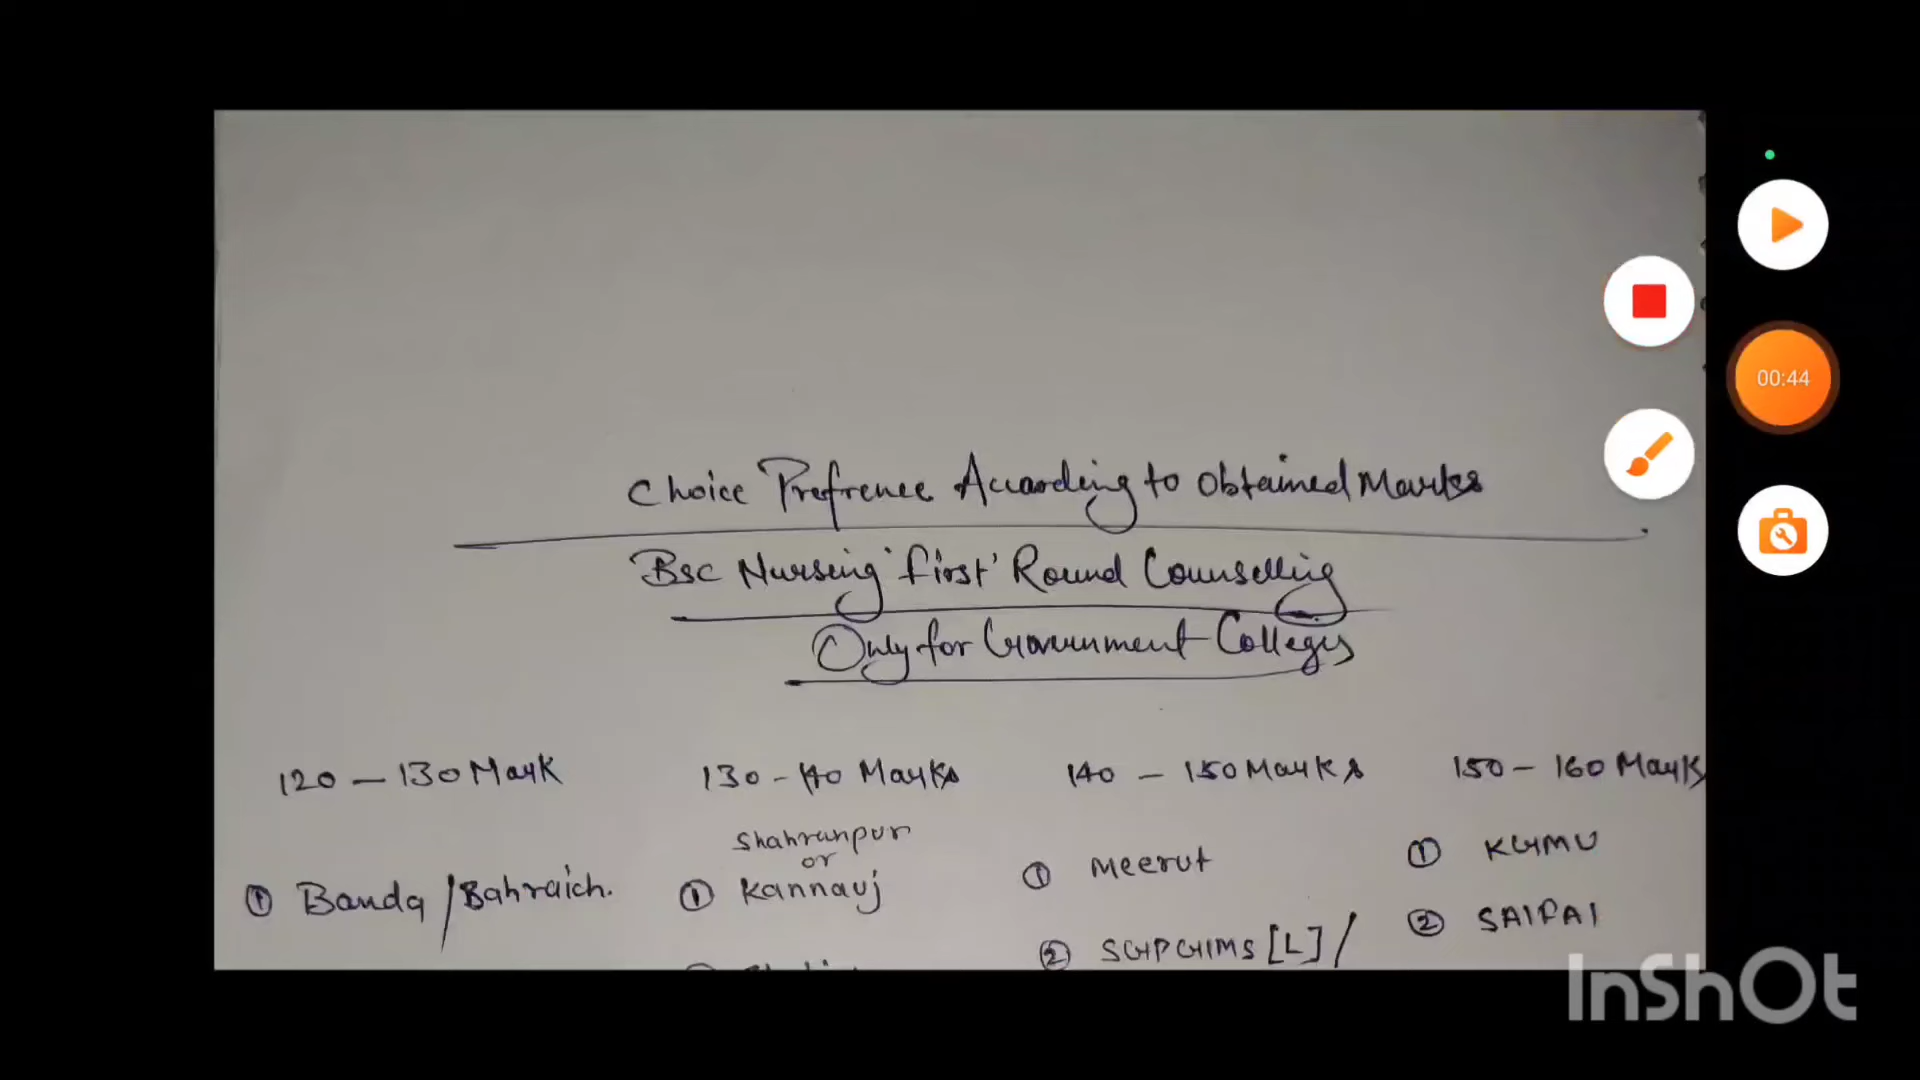 00:44
Choice Prefrence According to Obtained Marks
Bsc Nursing 'first' Round Counselling
Only for Government Colleges
120 – 130 Mark
130 - 140 Marks
140 – 150 Marks
150 – 160 Marks
① Banda / Bahraich.
Shahranpur
or
① Kannauj
① Meerut
② SGPGIMS [L] /
① KGMU
② SAIFAI
InShOt